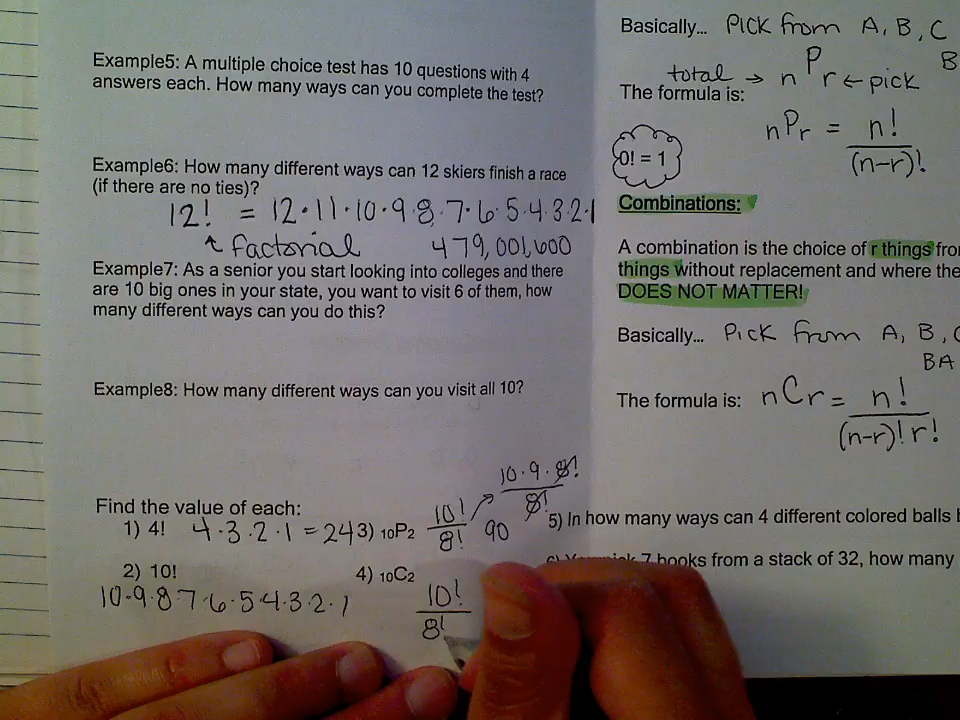 Example5: A multiple choice test has 10 questions with 4
answers each. How many ways can you complete the test?
Example6: How many different ways can 12 skiers finish a race
(if there are no ties)?
12! = 12·11·10·9·8·7·6·5·4·3·2·1
↑ factorial 479,001,600
Example7: As a senior you start looking into colleges and there
are 10 big ones in your state, you want to visit 6 of them, how
many different ways can you do this?
Example8: How many different ways can you visit all 10?
Find the value of each:
1) 4! 4·3·2·1 = 24
2) 10!
10·9·8·7·6·5·4·3·2·1
3) 10P2 10!/8! → 10·9·8!/8!
90
4) 10C2
10!/8!
Basically... PICK from A, B, C
B
total → nPr ← pick
The formula is:
nPr = n!/(n-r)!
0! = 1
Combinations:
A combination is the choice of r things
things without replacement and where the
DOES NOT MATTER!
Basically... PICK from A, B, C
BA
The formula is: nCr = n!/(n-r)!r!
5) In how many ways can 4 different colored balls
7 books from a stack of 32, how many